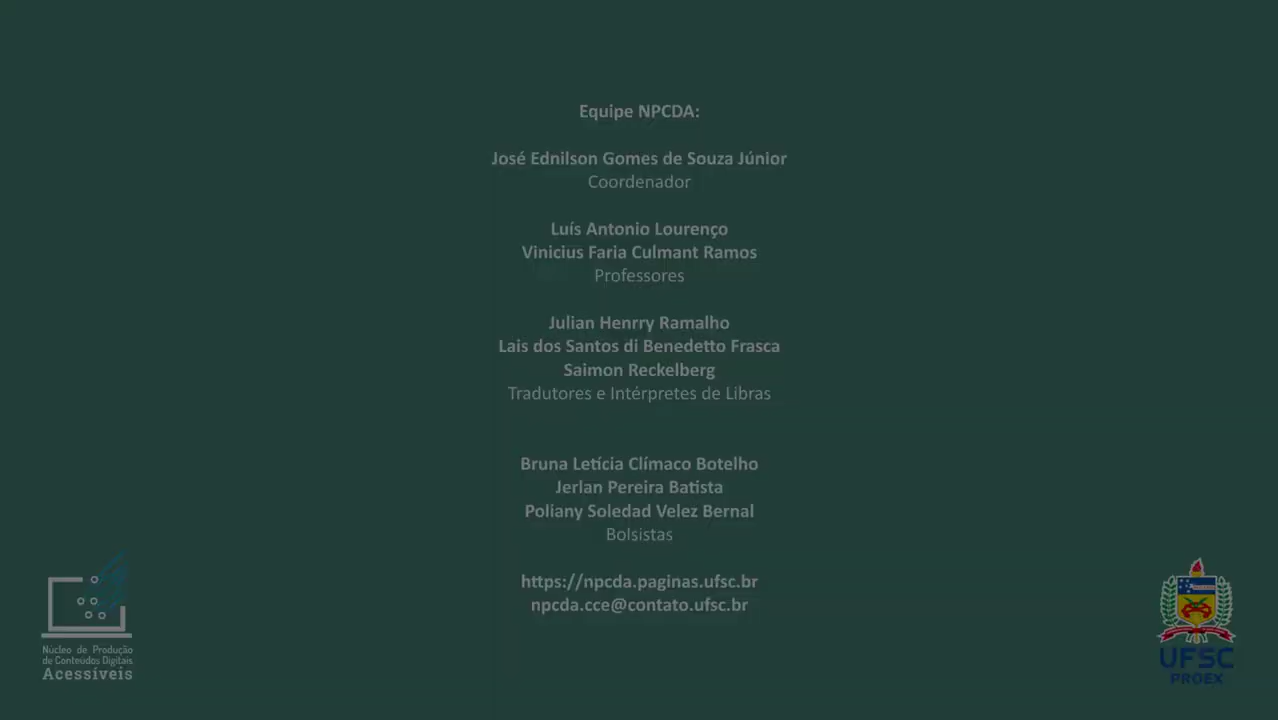 Equipe NPCDA:
José Ednilson Gomes de Souza Júnior
Coordenador
Luís Antonio Lourenço
Vinicius Faria Culmant Ramos
Professores
Julian Henrry Ramalho
Lais dos Santos di Benedetto Frasca
Saimon Reckelberg
Tradutores e Intérpretes de Libras
Bruna Letícia Clímaco Botelho
Jerlan Pereira Batista
Poliany Soledad Velez Bernal
Bolsistas
https://npcda.paginas.ufsc.br
npcda.cce@contato.ufsc.br
Núcleo de Produção
de Conteúdos Digitais
Acessíveis
UFSC
PROEX